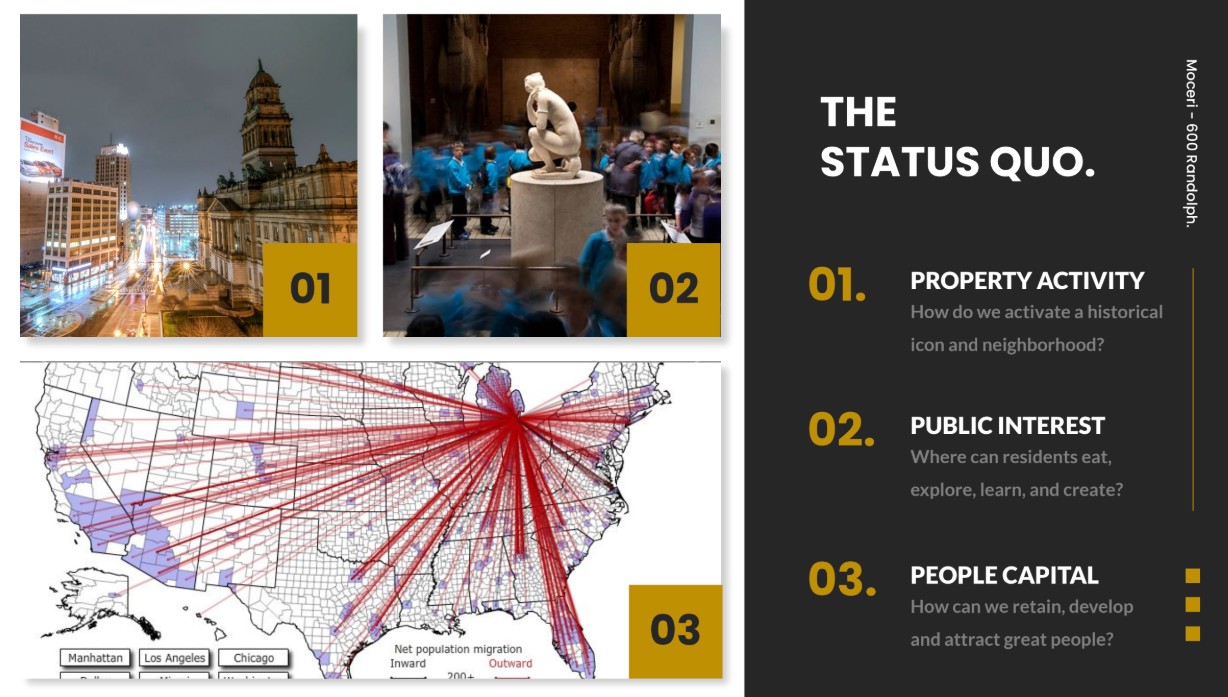 01
02
THE
STATUS QUO.
Moceri – 600 Randolph.
01.
PROPERTY ACTIVITY
How do we activate a historical
icon and neighborhood?
02.
PUBLIC INTEREST
Where can residents eat,
explore, learn, and create?
03.
PEOPLE CAPITAL
How can we retain, develop
and attract great people?
Net population migration
Inward Outward
200+
Manhattan Los Angeles Chicago
03